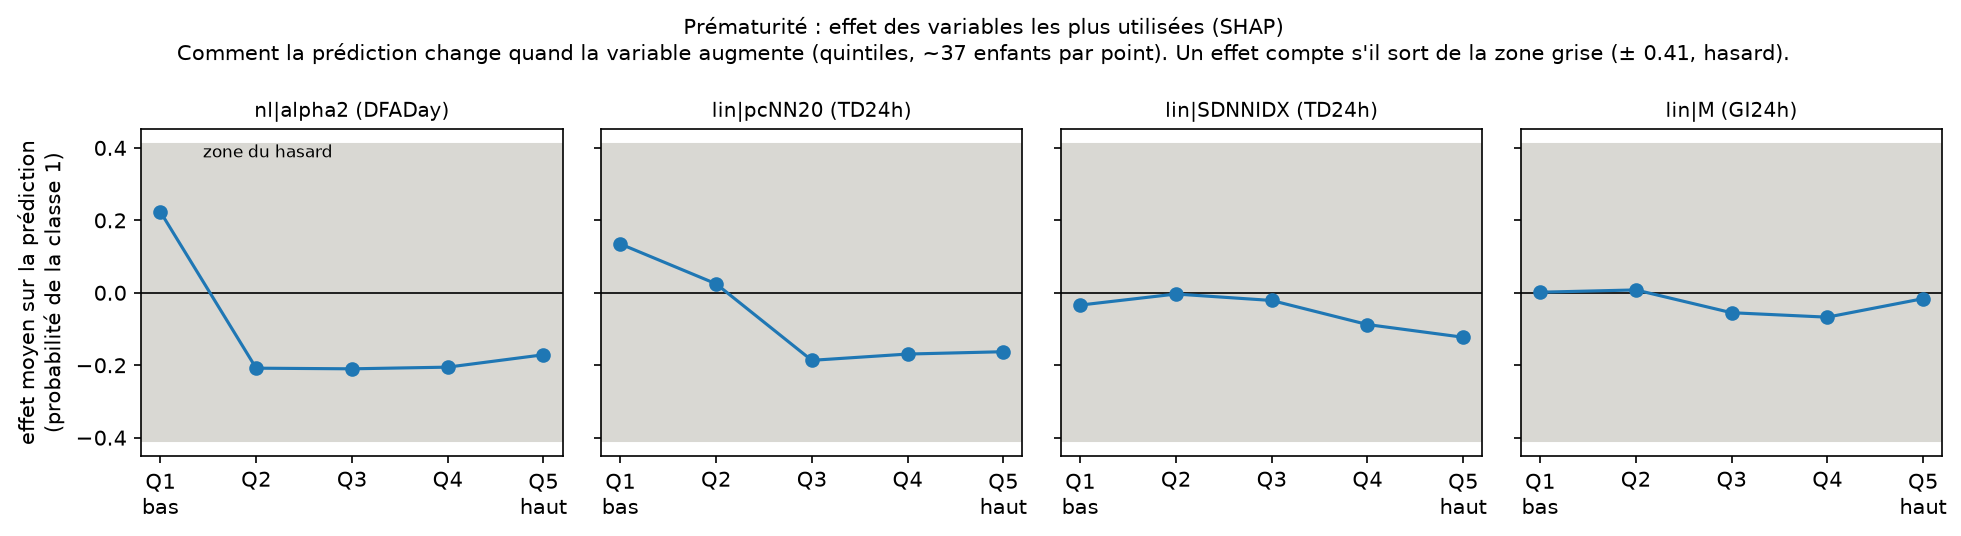 Prématurité : effet des variables les plus utilisées (SHAP)
Comment la prédiction change quand la variable augmente (quintiles, ~37 enfants par point). Un effet compte s'il sort de la zone grise (± 0.41, hasard).
nl|alpha2 (DFADay)
lin|pcNN20 (TD24h)
lin|SDNNIDX (TD24h)
lin|M (GI24h)
effet moyen sur la prédiction
(probabilité de la classe 1)
0.4
0.2
0.0
−0.2
−0.4
zone du hasard
Q1 Q2 Q3 Q4 Q5
bas haut
Q1 Q2 Q3 Q4 Q5
bas haut
Q1 Q2 Q3 Q4 Q5
bas haut
Q1 Q2 Q3 Q4 Q5
bas haut